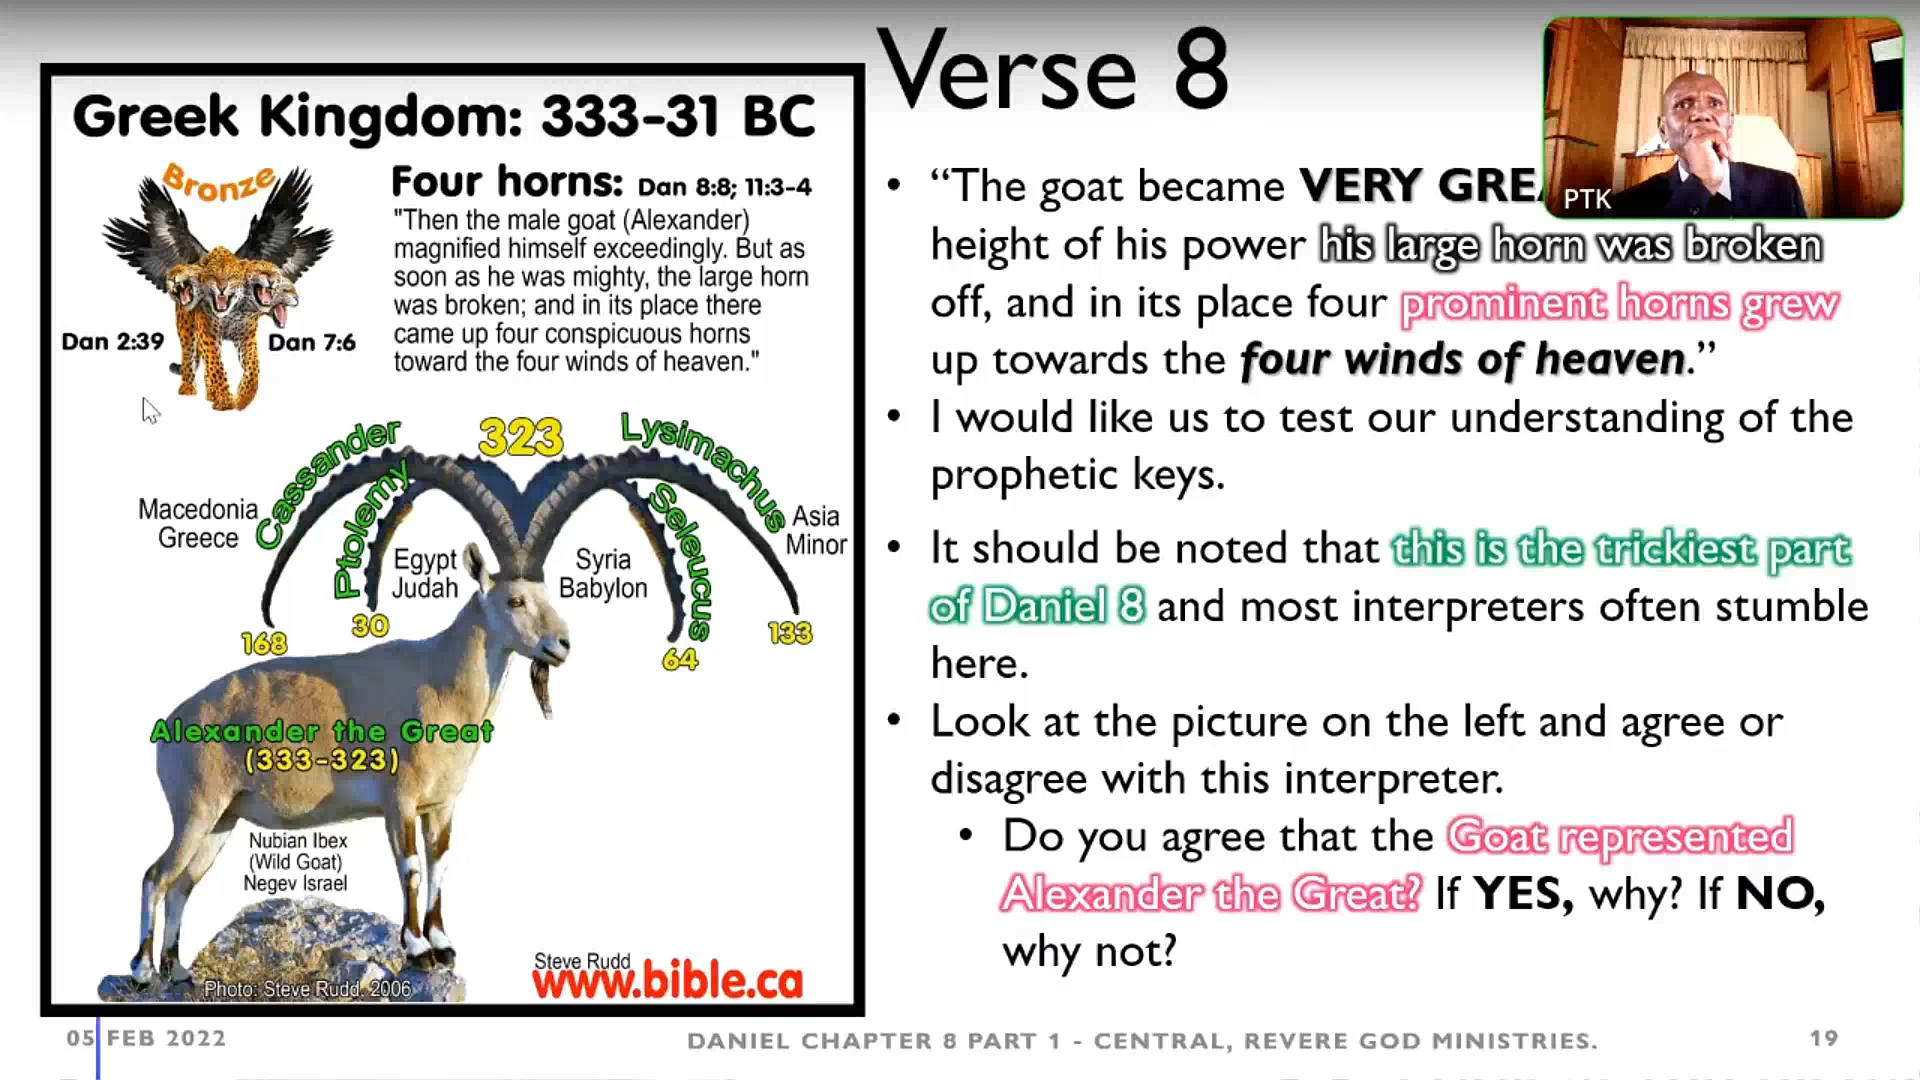 Verse 8
PTK
Greek Kingdom: 333-31 BC
Bronze
Dan 2:39
Dan 7:6
Four horns: Dan 8:8; 11:3-4
"Then the male goat (Alexander)
magnified himself exceedingly. But as
soon as he was mighty, the large horn
was broken; and in its place there
came up four conspicuous horns
toward the four winds of heaven."
323
Cassander
Ptolemy
Lysimachus
Seleucus
Macedonia
Greece
Egypt
Judah
Syria
Babylon
Asia
Minor
168
30
64
133
Alexander the Great
(333-323)
Nubian Ibex
(Wild Goat)
Negev Israel
Photo: Steve Rudd, 2006
Steve Rudd
www.bible.ca
• “The goat became VERY GREA
height of his power his large horn was broken
off, and in its place four prominent horns grew
up towards the four winds of heaven.”
• I would like us to test our understanding of the
prophetic keys.
• It should be noted that this is the trickiest part
of Daniel 8 and most interpreters often stumble
here.
• Look at the picture on the left and agree or
disagree with this interpreter.
• Do you agree that the Goat represented
Alexander the Great? If YES, why? If NO,
why not?
05 FEB 2022
DANIEL CHAPTER 8 PART 1 - CENTRAL, REVERE GOD MINISTRIES.
19